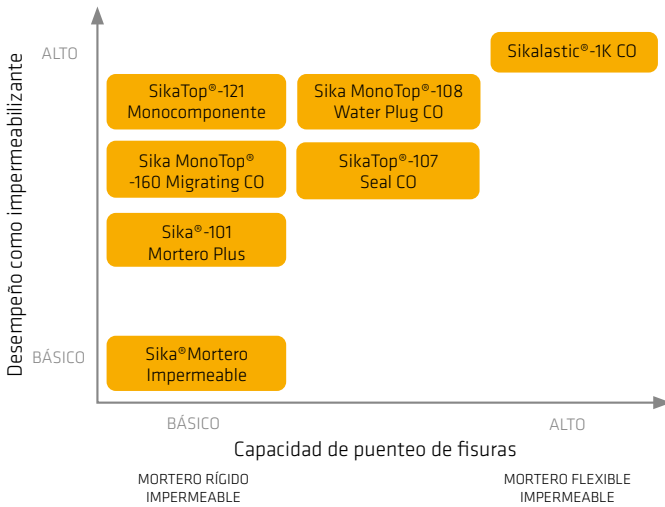 ALTO
Sikalastic®-1K CO
SikaTop®-121
Monocomponente
Sika MonoTop®-108
Water Plug CO
Sika MonoTop®
-160 Migrating CO
SikaTop®-107
Seal CO
Sika®-101
Mortero Plus
Sika®Mortero
Impermeable
BÁSICO
Desempeño como impermeabilizante
BÁSICO
ALTO
Capacidad de puenteo de fisuras
MORTERO RÍGIDO
IMPERMEABLE
MORTERO FLEXIBLE
IMPERMEABLE